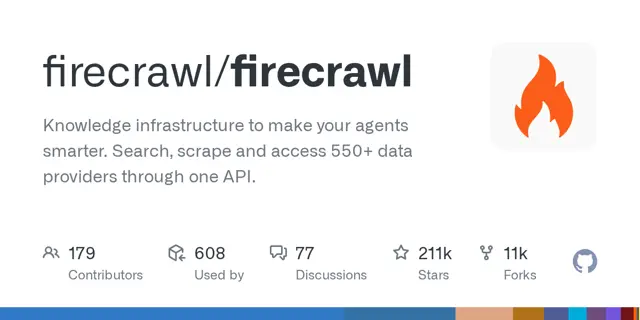 firecrawl/firecrawl
Knowledge infrastructure to make your agents
smarter. Search, scrape and access 550+ data
providers through one API.
179 608 77 211k 11k
Contributors Used by Discussions Stars Forks